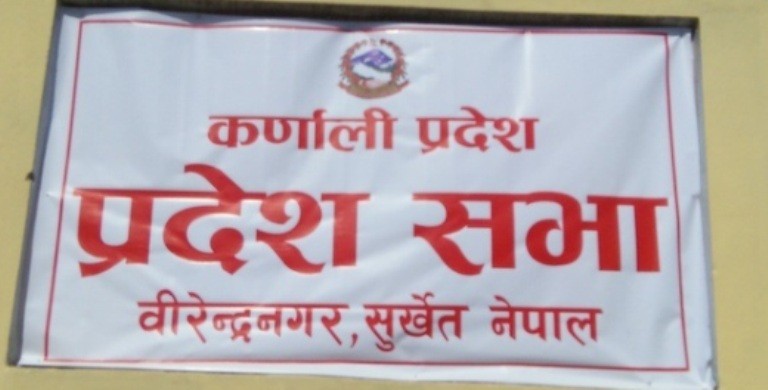 कर्णाली प्रदेश
प्रदेश सभा
वीरेन्द्रनगर, सुर्खेत नेपाल